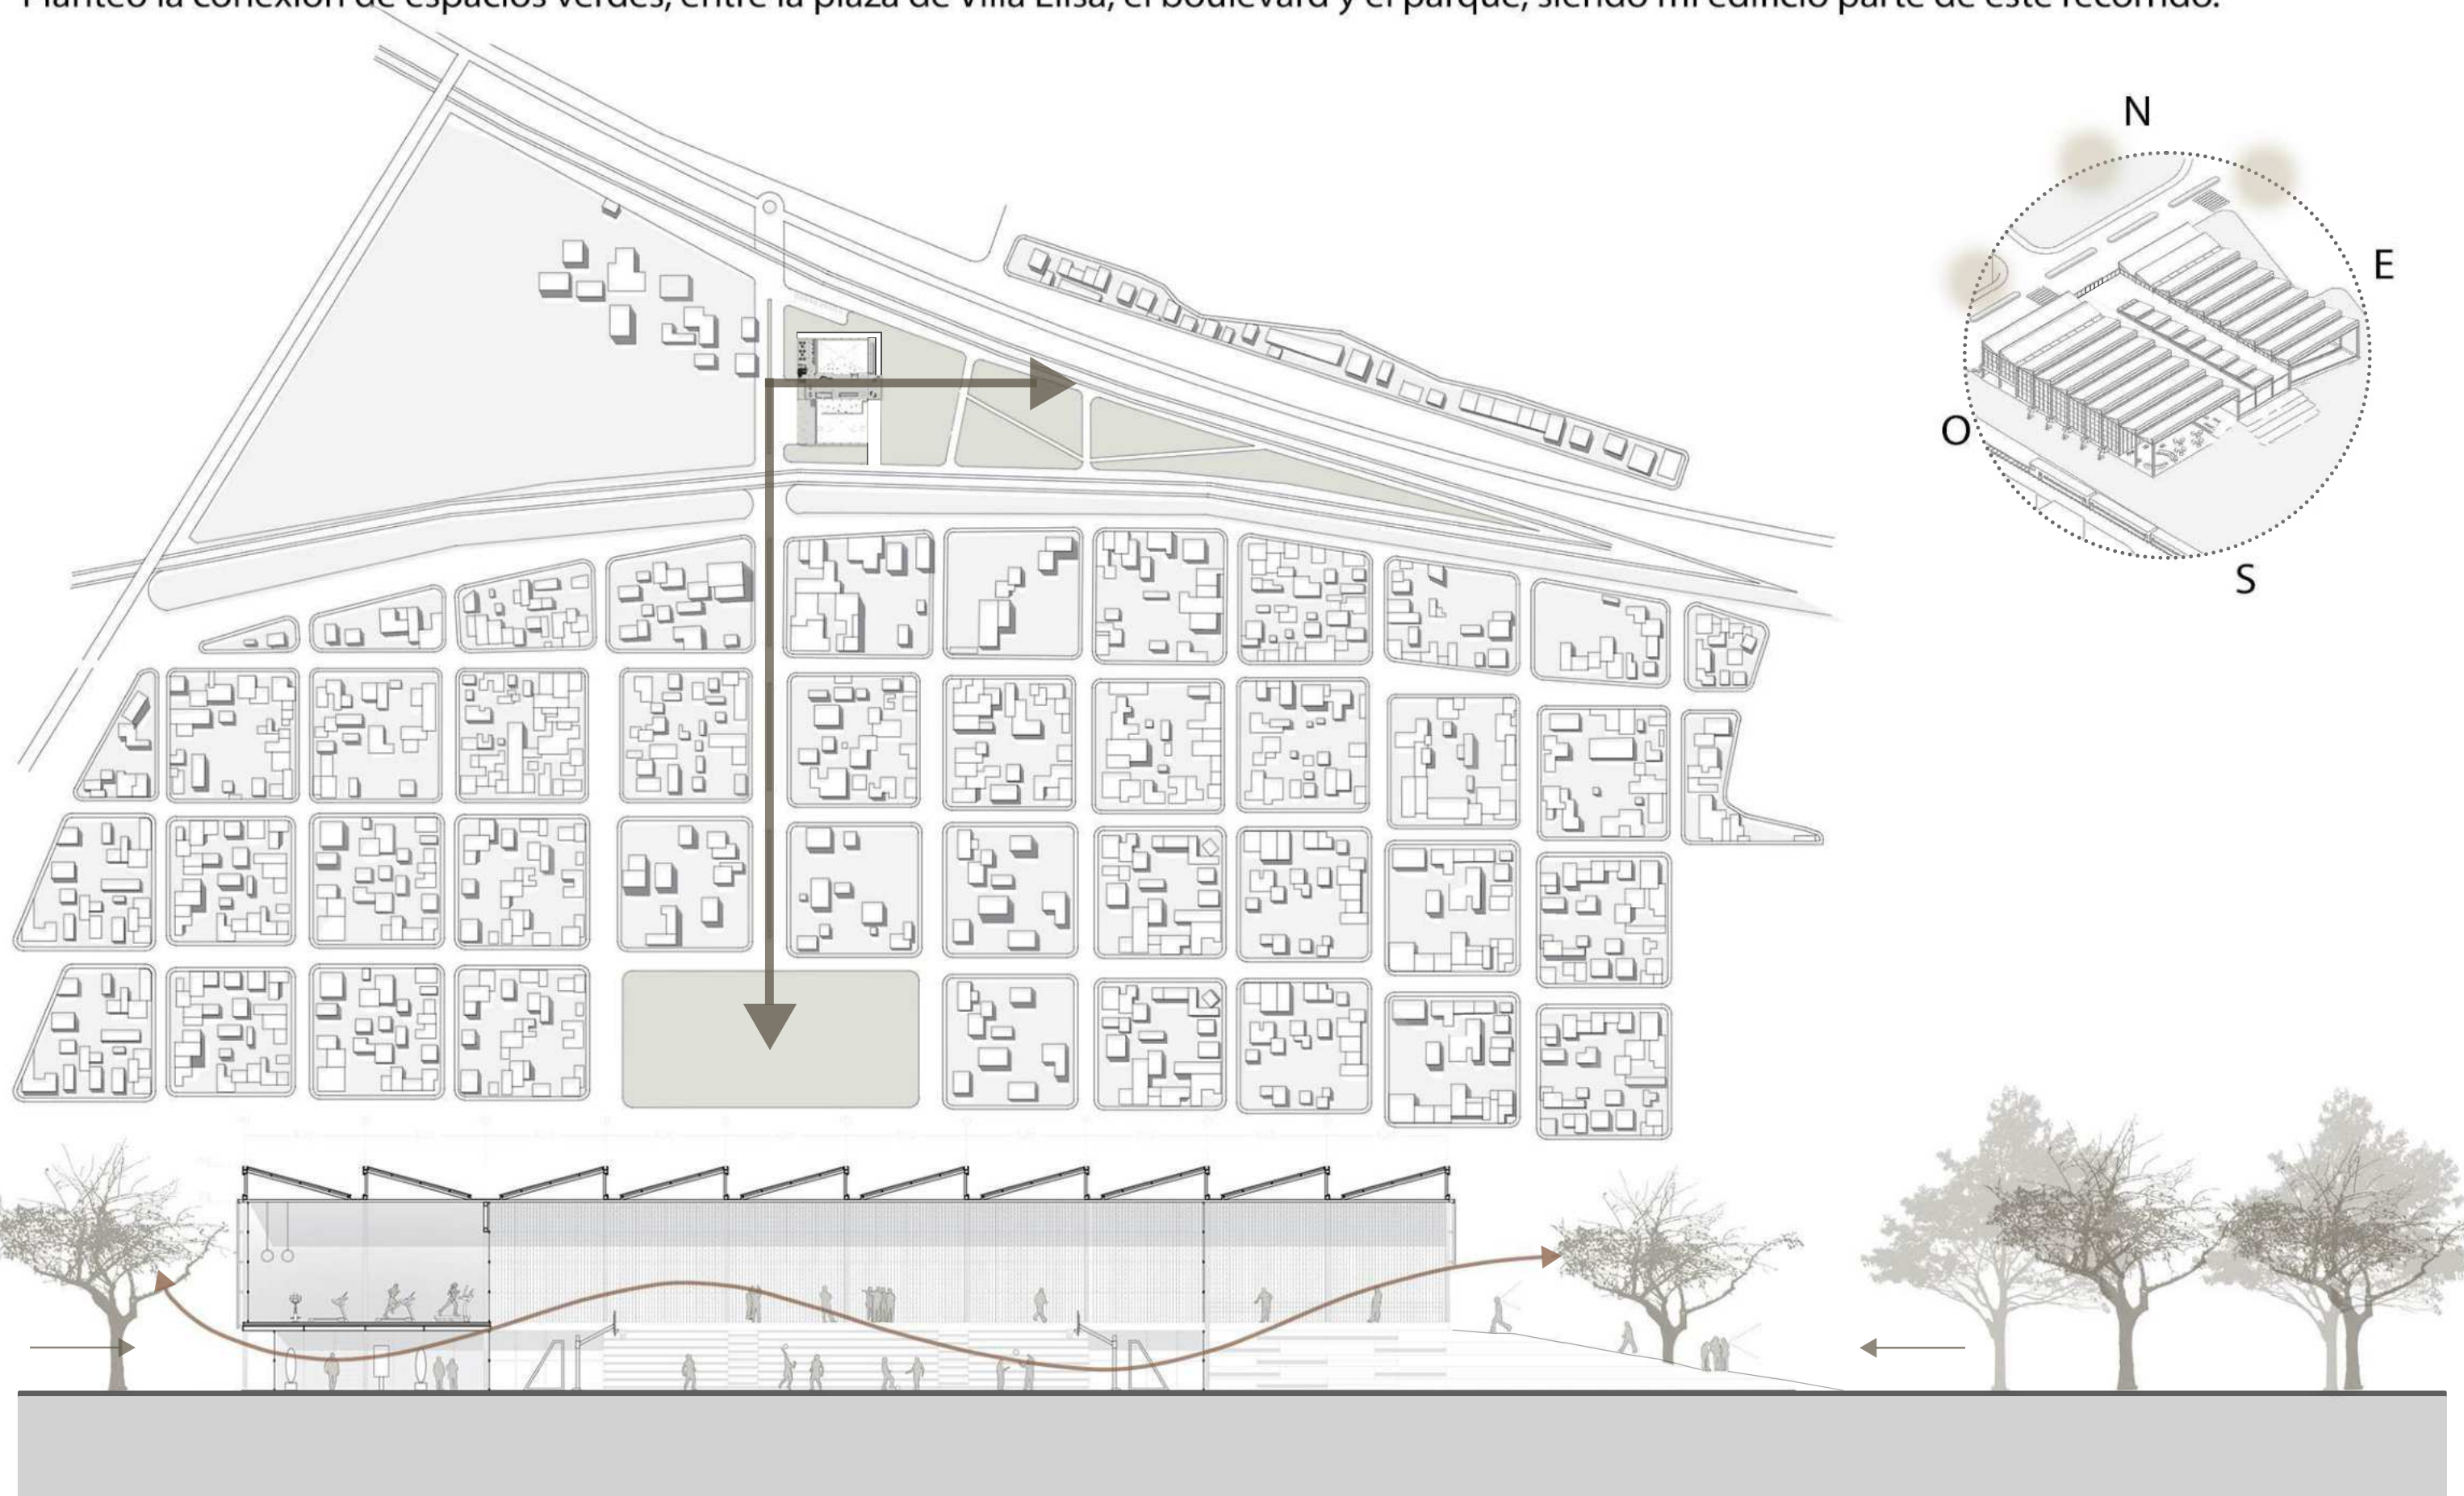 Planteo la conexión de espacios verdes, entre la plaza de Villa Elisa, el boulevard y el parque, siendo mi edificio parte de este recorrido.
N
E
O
S